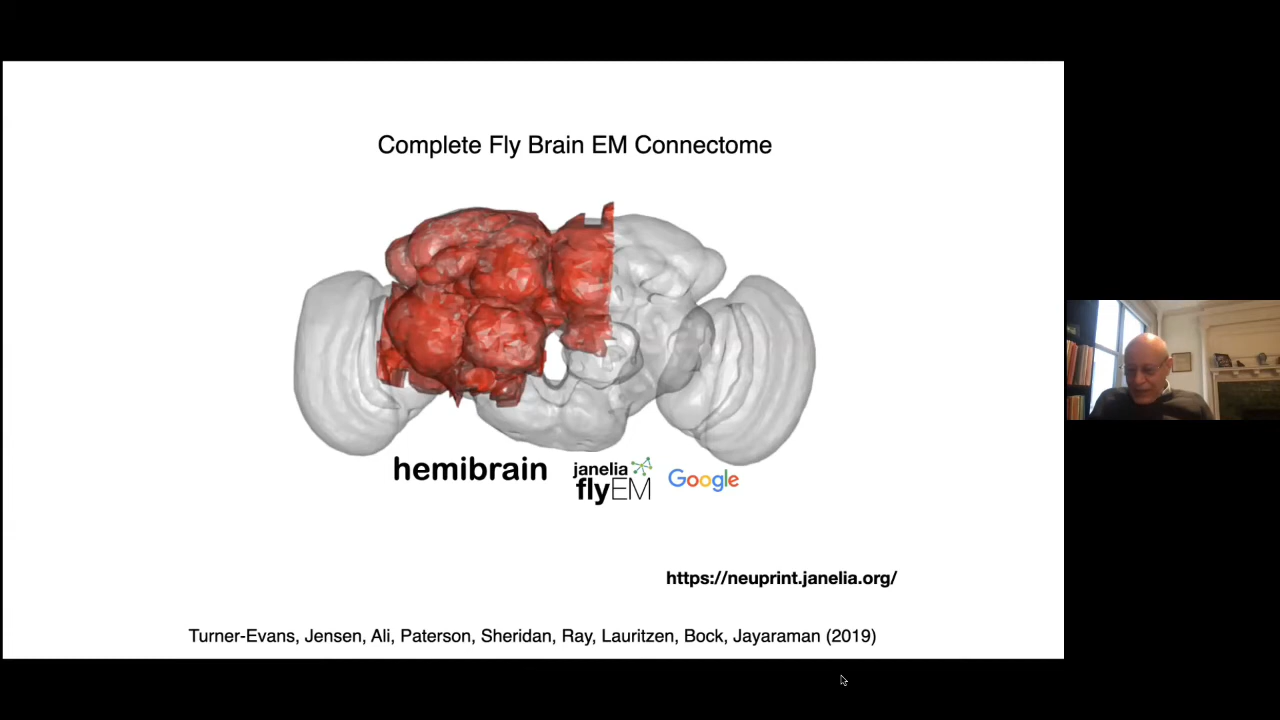 Complete Fly Brain EM Connectome
hemibrain
janelia
flyEM
Google
https://neuprint.janelia.org/
Turner-Evans, Jensen, Ali, Paterson, Sheridan, Ray, Lauritzen, Bock, Jayaraman (2019)